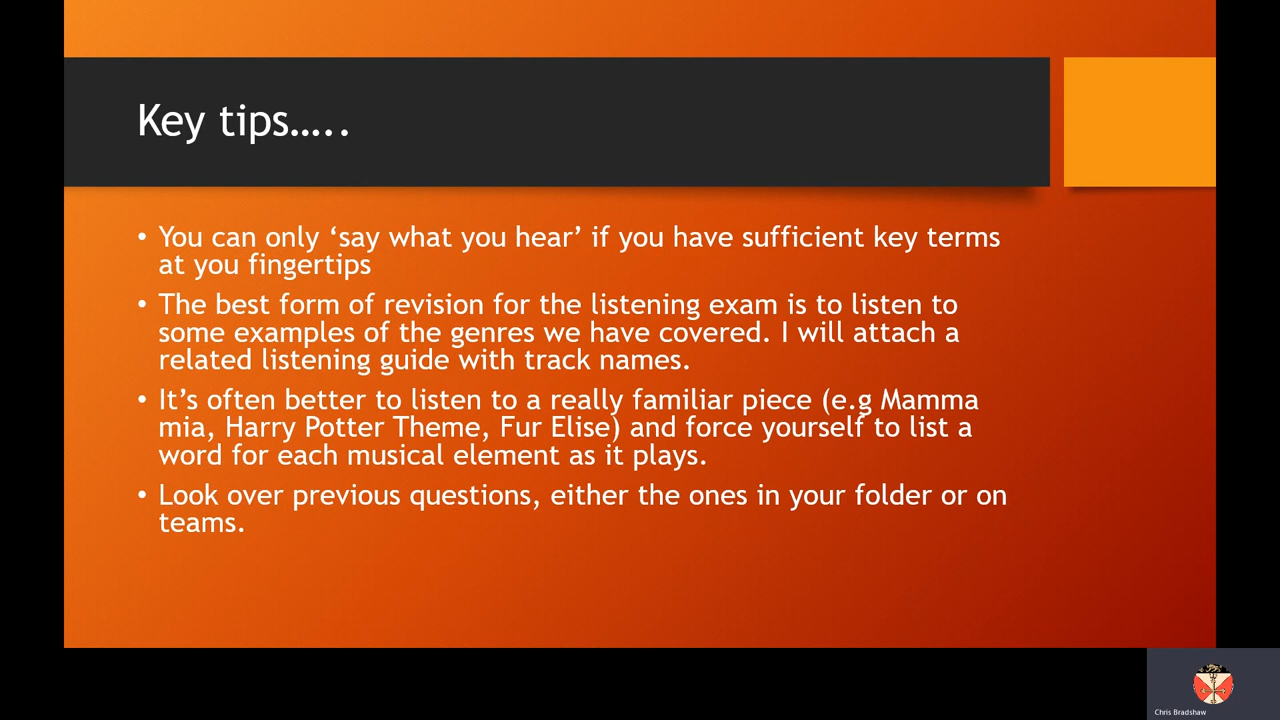 Key tips…..
• You can only ‘say what you hear’ if you have sufficient key terms
at you fingertips
• The best form of revision for the listening exam is to listen to
some examples of the genres we have covered. I will attach a
related listening guide with track names.
• It’s often better to listen to a really familiar piece (e.g Mamma
mia, Harry Potter Theme, Fur Elise) and force yourself to list a
word for each musical element as it plays.
• Look over previous questions, either the ones in your folder or on
teams.
Chris Bradshaw